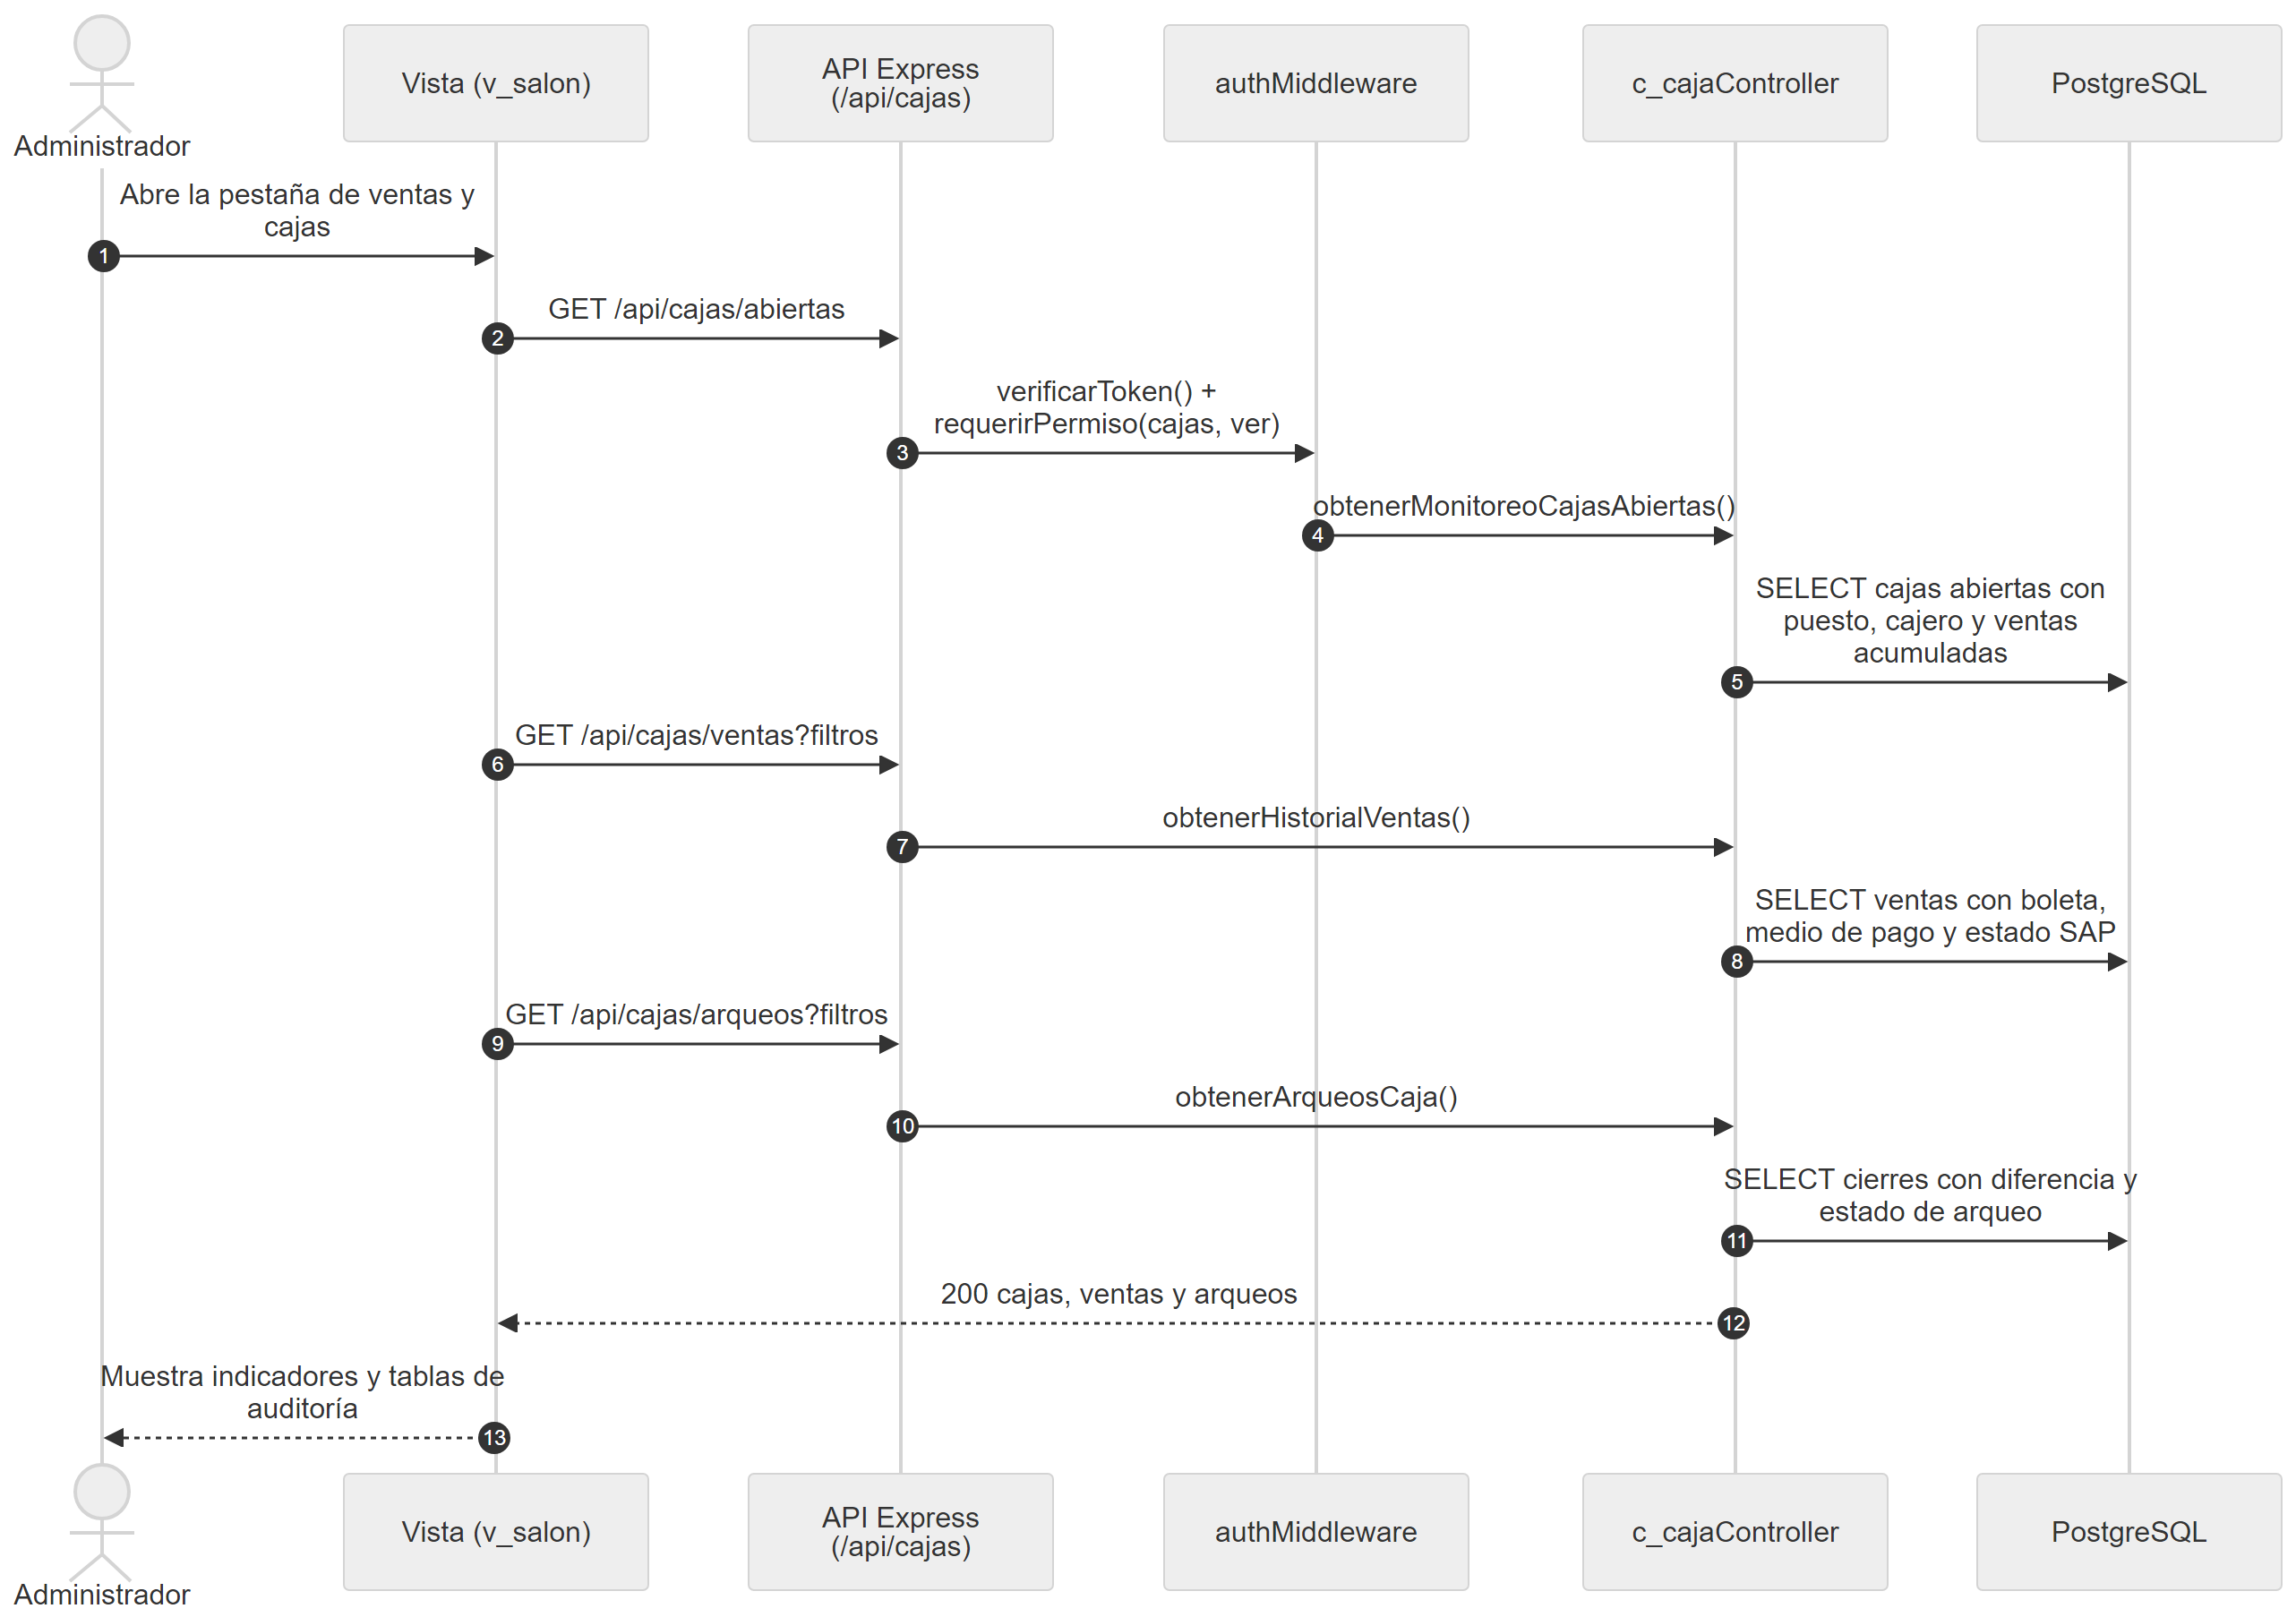 Administrador
Vista (v_salon)
API Express
(/api/cajas)
authMiddleware
c_cajaController
PostgreSQL
Abre la pestaña de ventas y
cajas
1
GET /api/cajas/abiertas
2
verificarToken() +
requerirPermiso(cajas, ver)
3
obtenerMonitoreoCajasAbiertas()
4
SELECT cajas abiertas con
puesto, cajero y ventas
acumuladas
5
GET /api/cajas/ventas?filtros
6
obtenerHistorialVentas()
7
SELECT ventas con boleta,
medio de pago y estado SAP
8
GET /api/cajas/arqueos?filtros
9
obtenerArqueosCaja()
10
SELECT cierres con diferencia y
estado de arqueo
11
200 cajas, ventas y arqueos
12
Muestra indicadores y tablas de
auditoría
13
Administrador
Vista (v_salon)
API Express
(/api/cajas)
authMiddleware
c_cajaController
PostgreSQL